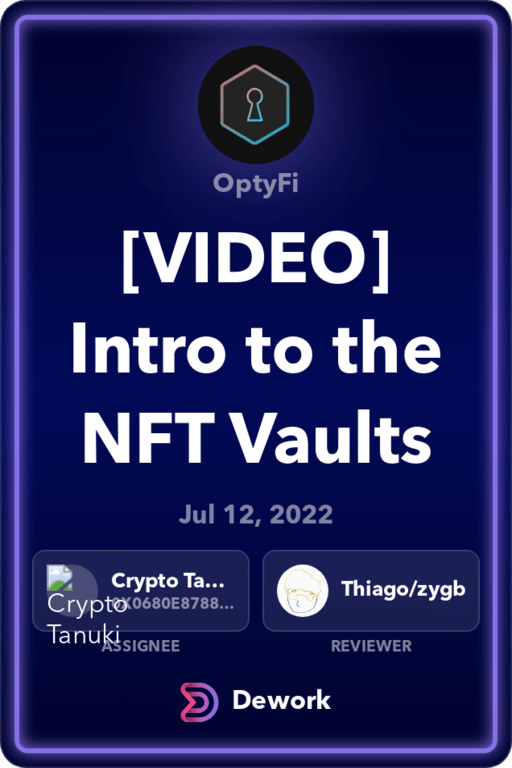 OptyFi
[VIDEO]
Intro to the
NFT Vaults
Jul 12, 2022
Crypto Ta...
0X0680E8788...
Crypto
Tanuki
ASSIGNEE
Thiago/zygb
REVIEWER
Dework